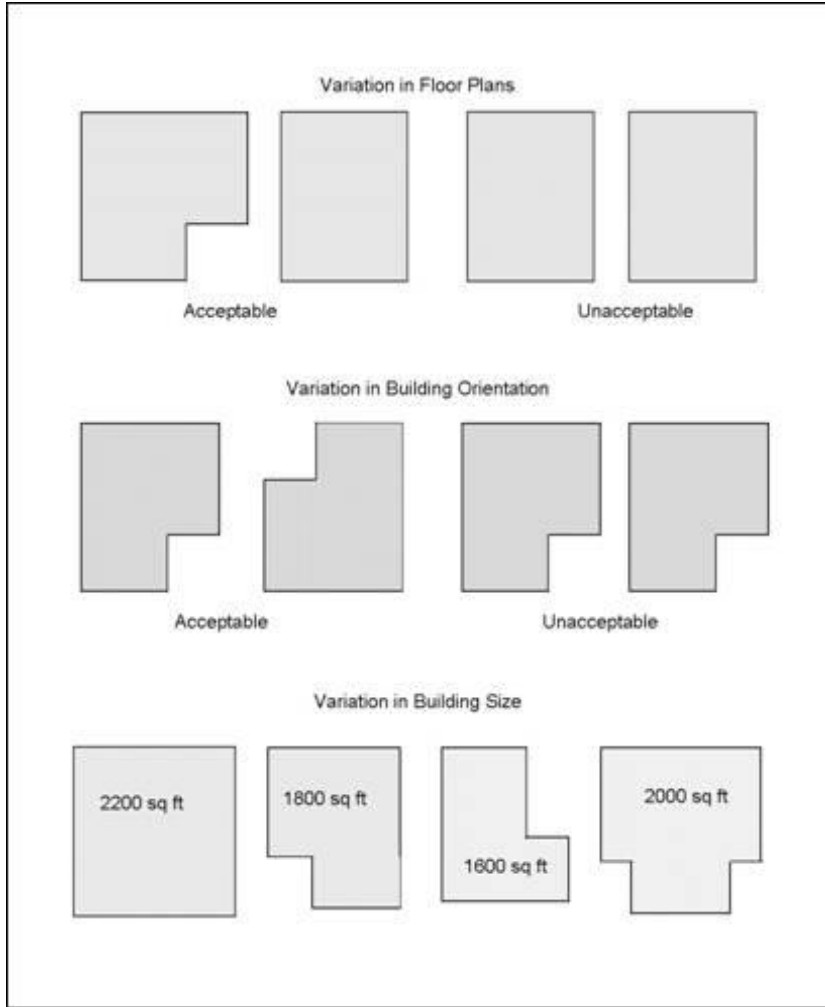 Variation in Floor Plans
Acceptable
Unacceptable
Variation in Building Orientation
Acceptable
Unacceptable
Variation in Building Size
2200 sq ft
1800 sq ft
1600 sq ft
2000 sq ft